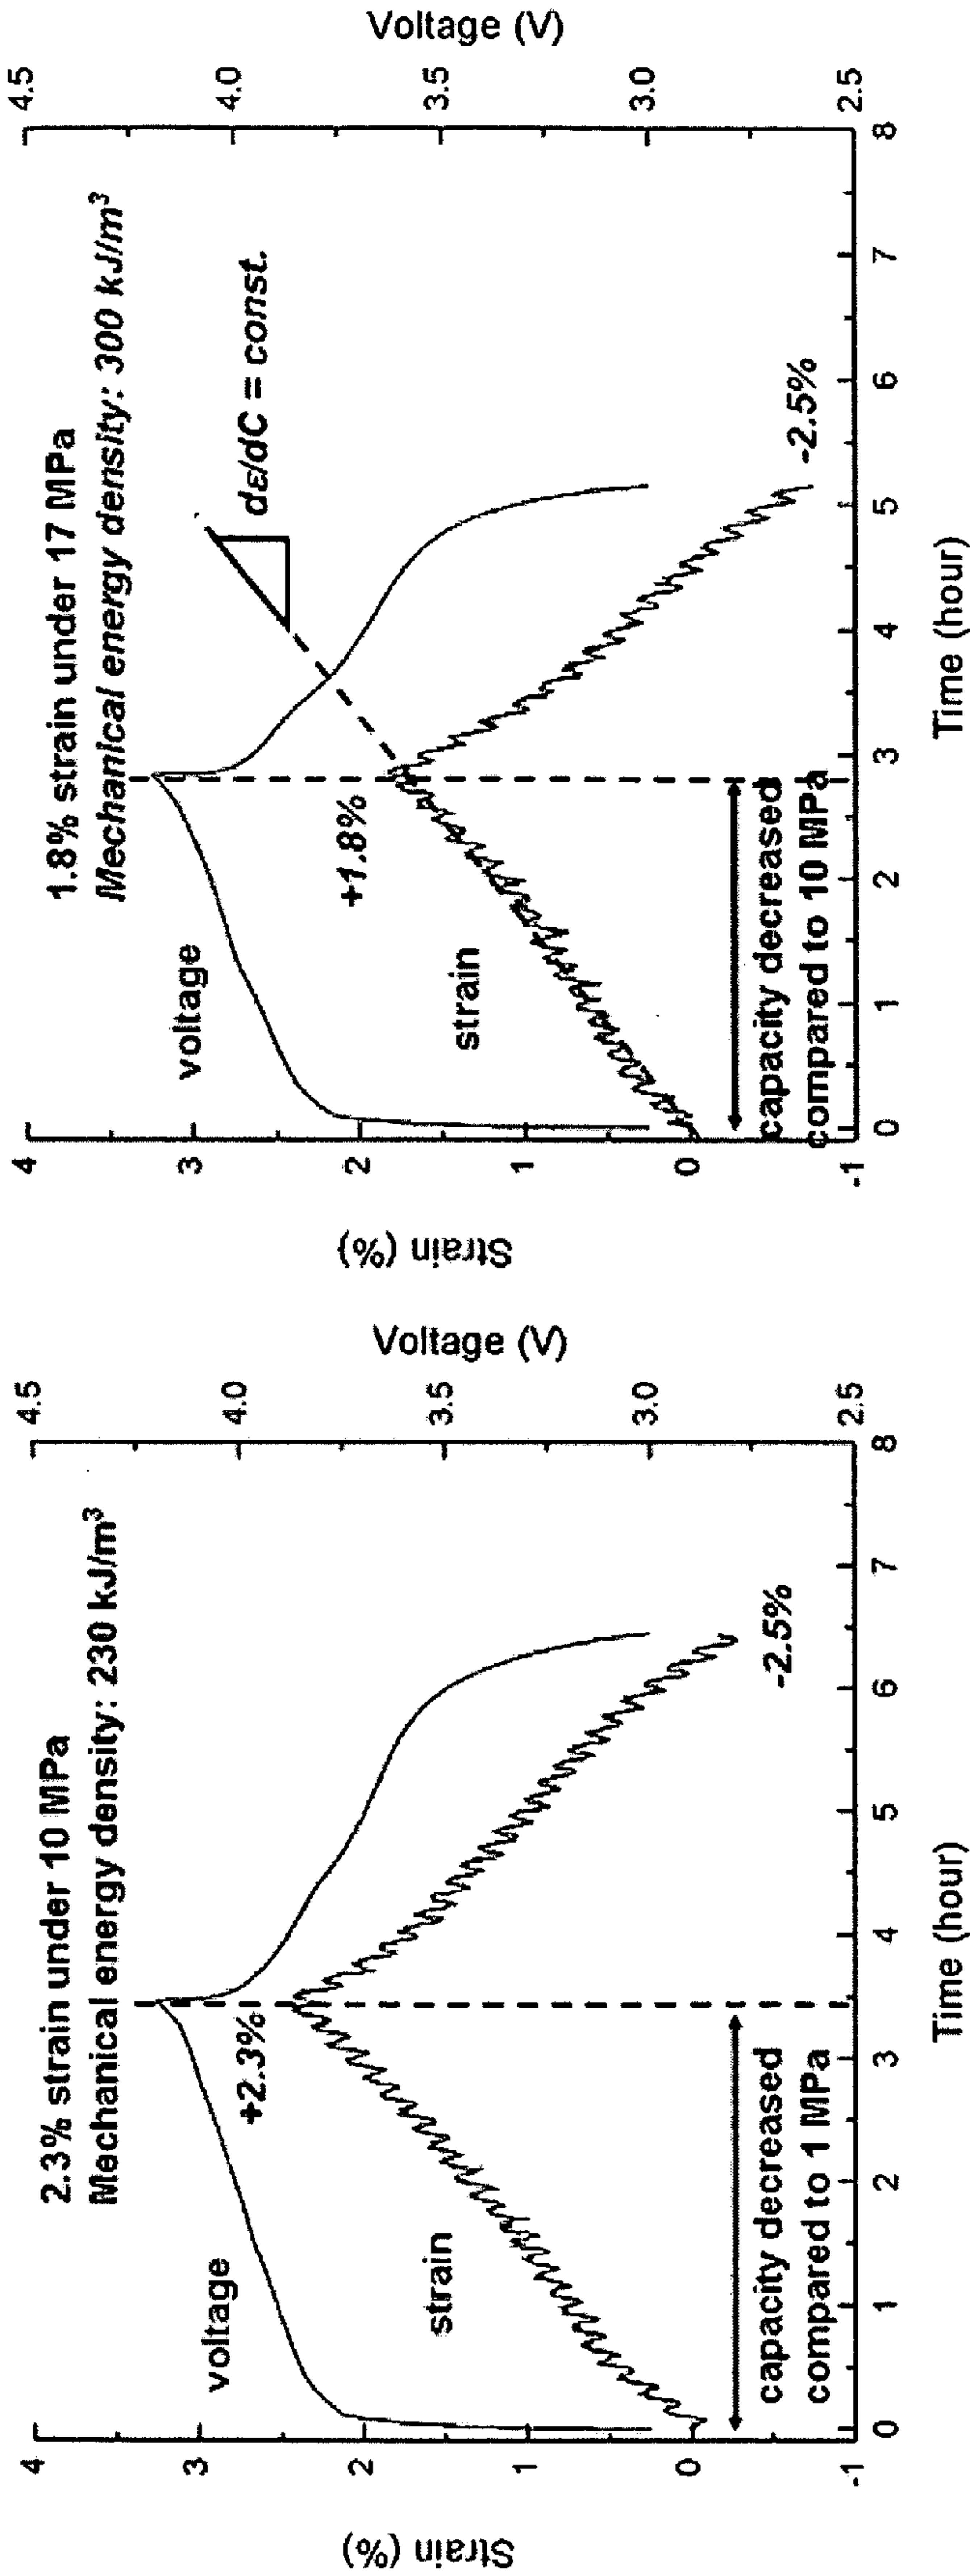 2.3% strain under 10 MPa
Mechanical energy density: 230 kJ/m³
Strain (%)
4
3
2
1
0
-1
voltage
strain
+2.3%
-2.5%
capacity decreased
compared to 1 MPa
0
1
2
3
4
5
6
7
8
Time (hour)
4.5
4.0
3.5
3.0
2.5
Voltage (V)
1.8% strain under 17 MPa
Mechanical energy density: 300 kJ/m³
Strain (%)
4
3
2
1
0
-1
voltage
strain
+1.8%
dε/dC = const.
-2.5%
capacity decreased
compared to 10 MPa
0
1
2
3
4
5
6
7
8
Time (hour)
4.5
4.0
3.5
3.0
2.5
Voltage (V)